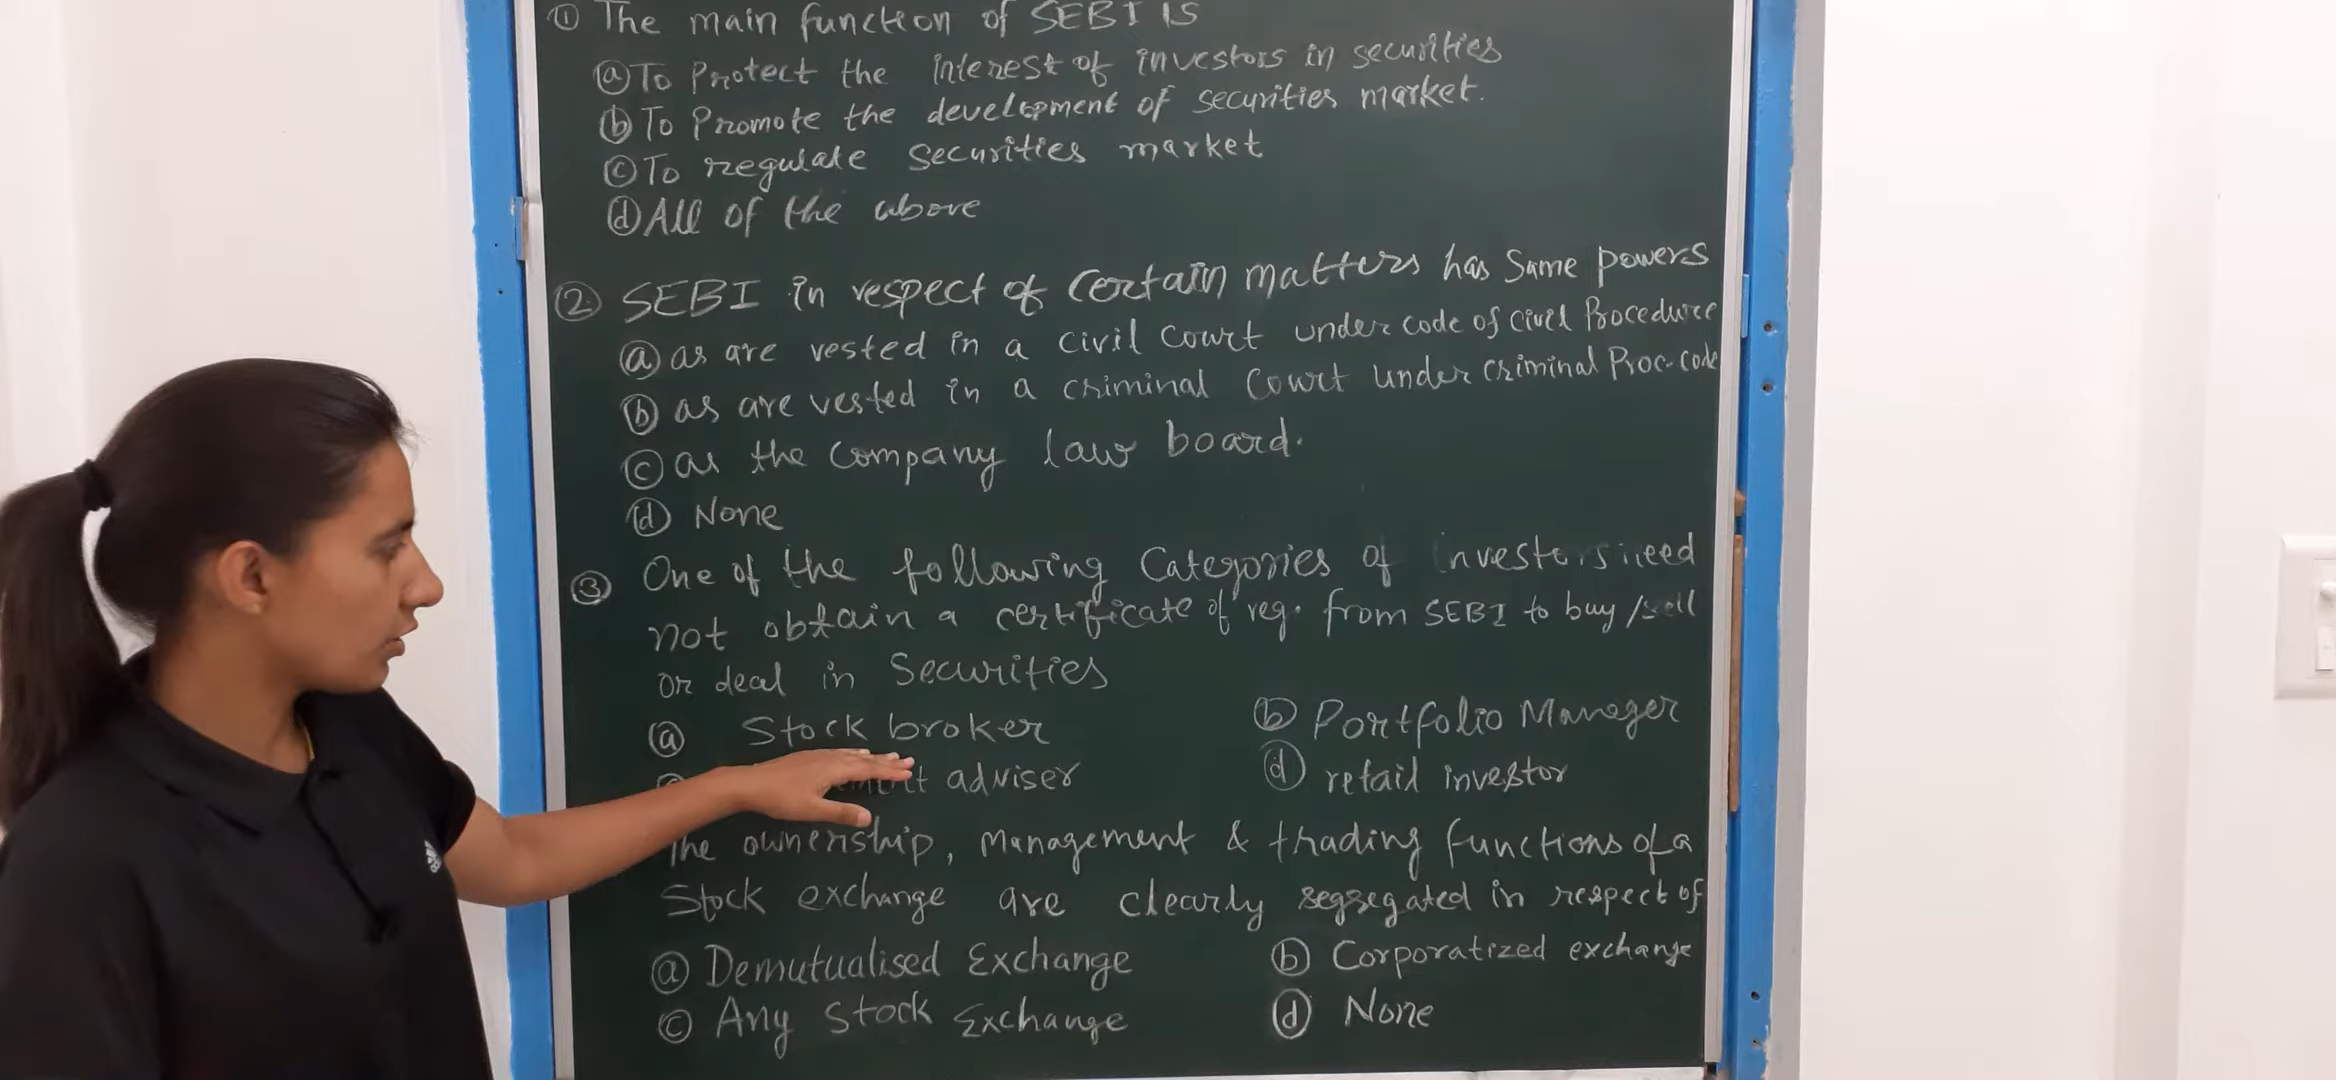 ① The main function of SEBI is
ⓐ To Protect the interest of investors in securities
ⓑ To Promote the development of securities market.
ⓒ To regulate securities market
ⓓ All of the above
② SEBI in respect of certain matters has same powers
ⓐ as are vested in a civil court under code of civil Procedure
ⓑ as are vested in a criminal court under criminal Proc. code
ⓒ as the company law board.
ⓓ None
③ One of the following Categories of investors need
not obtain a certificate of reg. from SEBI to buy /sell
or deal in Securities
ⓐ Stock broker ⓑ Portfolio Manager
adviser ⓓ retail investor
The ownership, management & trading functions of a
Stock exchange are clearly segregated in respect of
ⓐ Demutualised Exchange ⓑ Corporatized exchange
ⓒ Any stock Exchange ⓓ None